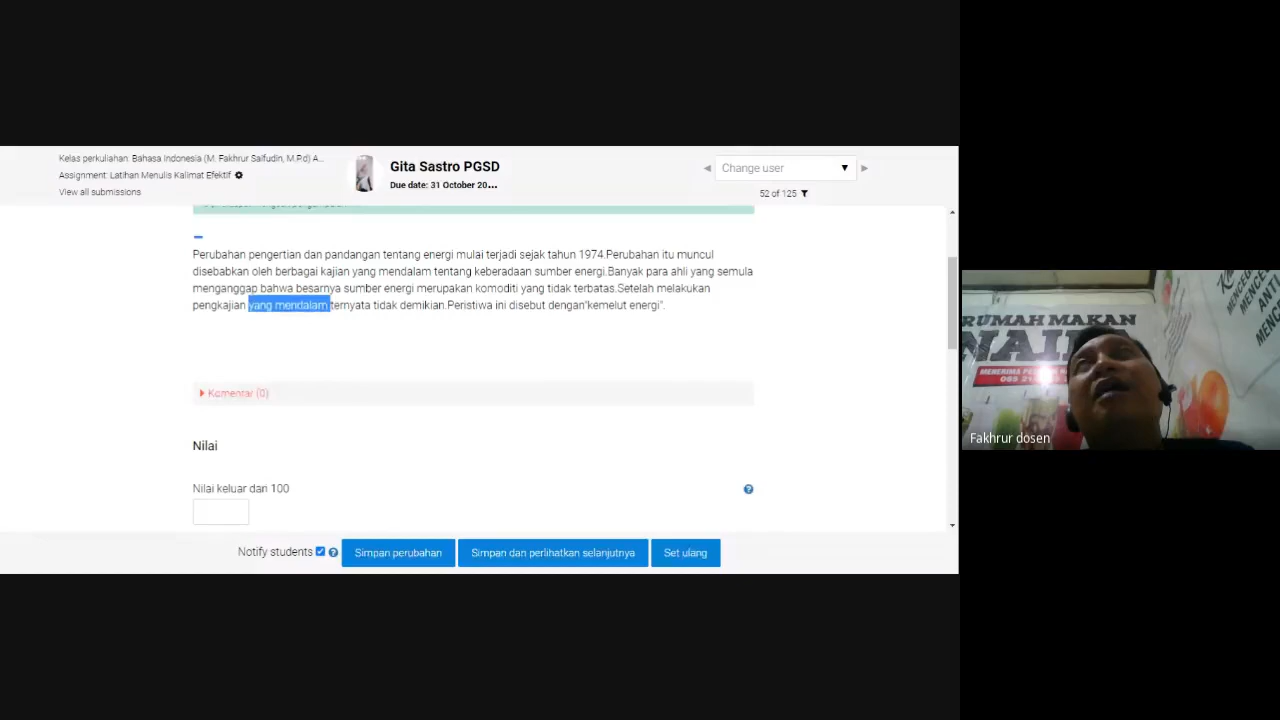 Kelas perkuliahan: Bahasa Indonesia (M. Fakhrur Saifudin, M.Pd) A...
Assignment: Latihan Menulis Kalimat Efektif
View all submissions
Gita Sastro PGSD
Due date: 31 October 20...
Change user
52 of 125
Perubahan pengertian dan pandangan tentang energi mulai terjadi sejak tahun 1974.Perubahan itu muncul
disebabkan oleh berbagai kajian yang mendalam tentang keberadaan sumber energi.Banyak para ahli yang semula
menganggap bahwa besarnya sumber energi merupakan komoditi yang tidak terbatas.Setelah melakukan
pengkajian yang mendalam ternyata tidak demikian.Peristiwa ini disebut dengan"kemelut energi".
Komentar (0)
Nilai
Nilai keluar dari 100
Notify students
Simpan perubahan
Simpan dan perlihatkan selanjutnya
Set ulang
RUMAH MAKAN
NAI
MENERIMA
Fakhrur dosen